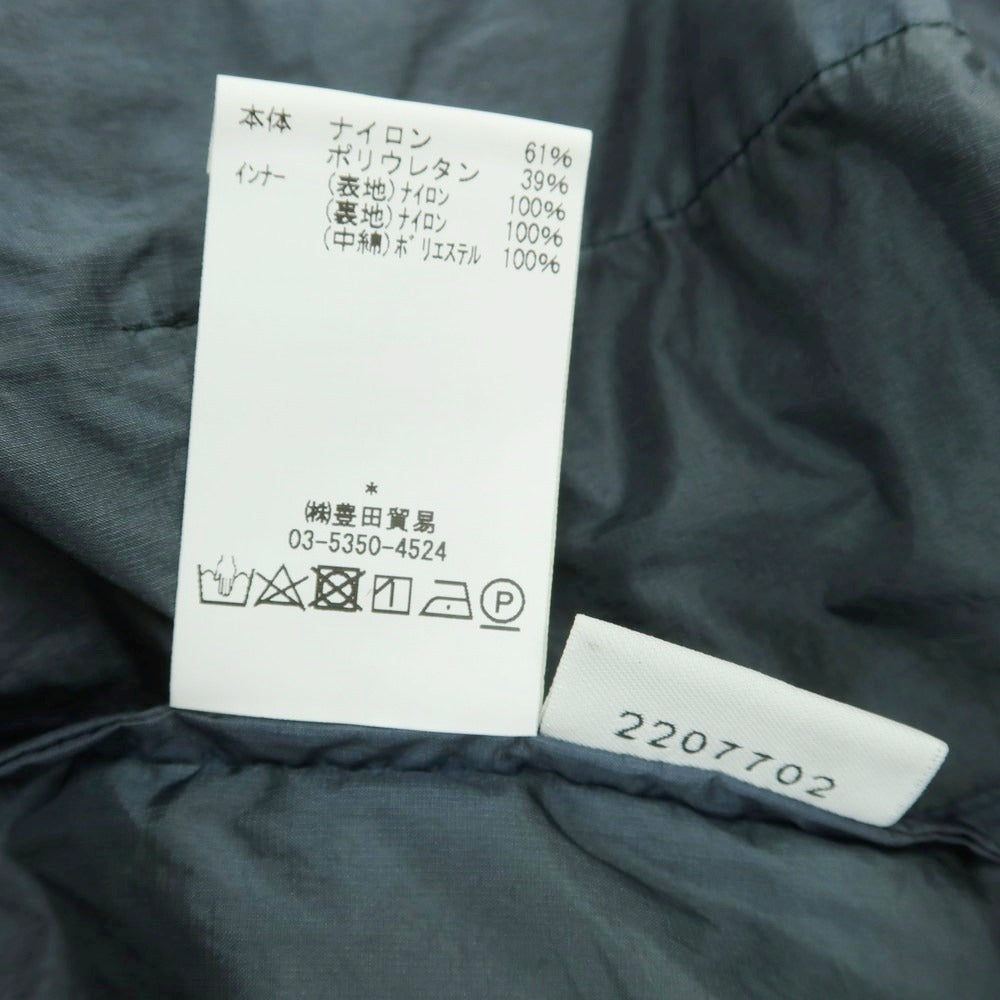 本体 ナイロン 61%
ポリウレタン 39%
インナー (表地)ナイロン 100%
(裏地)ナイロン 100%
(中綿)ポリエステル 100%
*
㈱豊田貿易
03-5350-4524
P
2207702